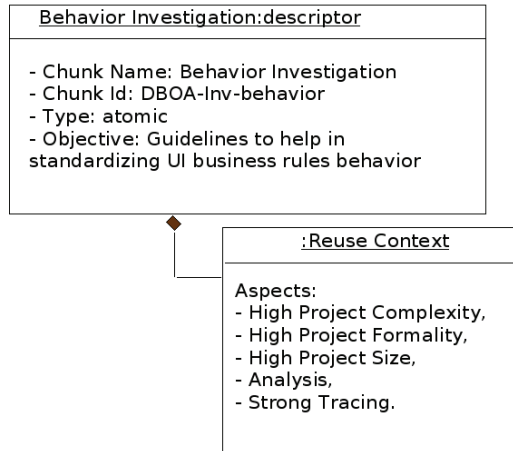 Behavior Investigation:descriptor
- Chunk Name: Behavior Investigation
- Chunk Id: DBOA-Inv-behavior
- Type: atomic
- Objective: Guidelines to help in
standardizing UI business rules behavior
:Reuse Context
Aspects:
- High Project Complexity,
- High Project Formality,
- High Project Size,
- Analysis,
- Strong Tracing.